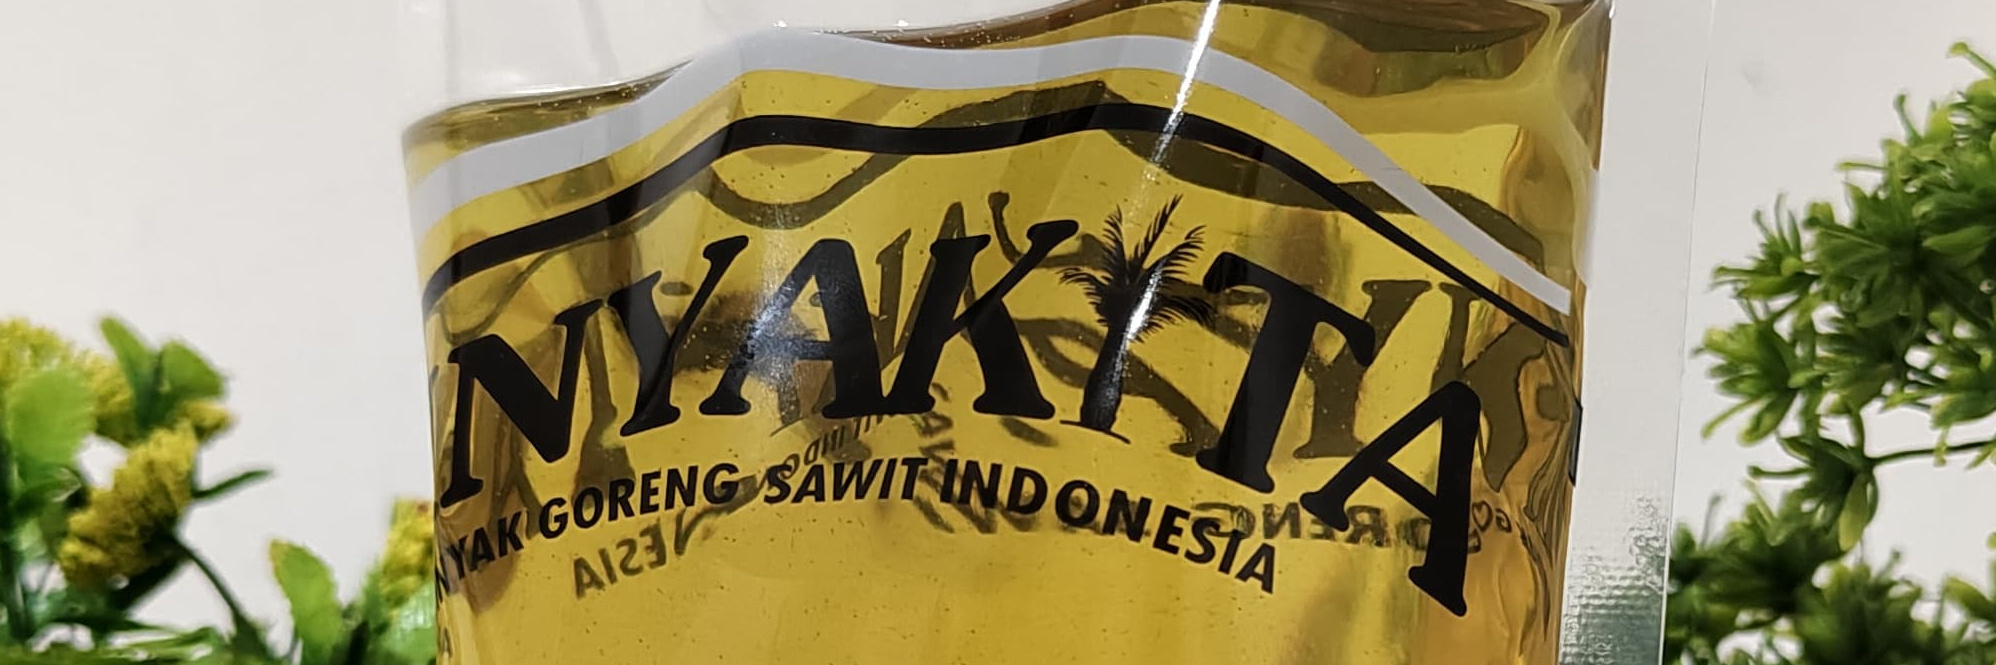 NYAKITA
NYAK GORENG SAWIT INDONESIA